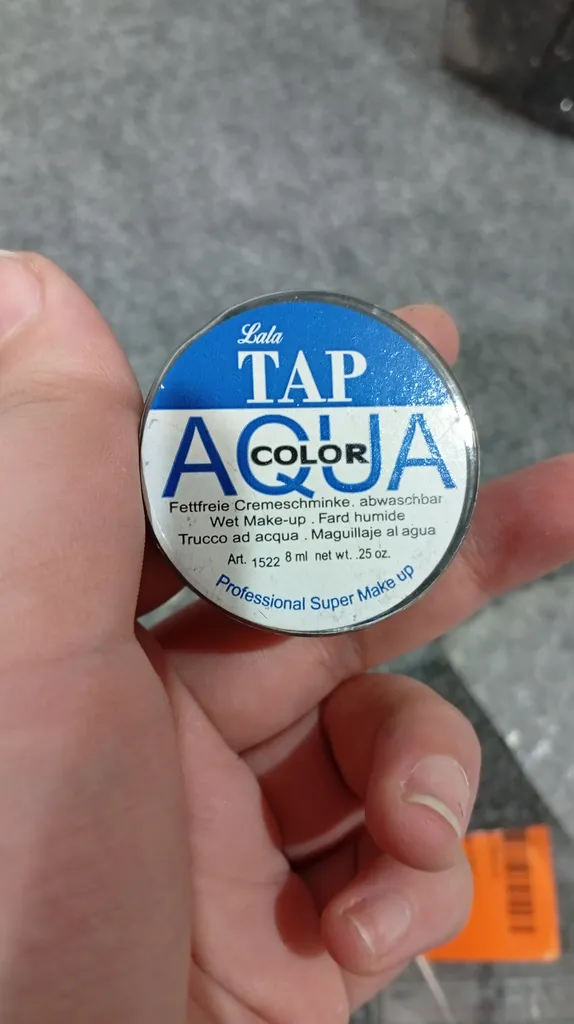 Lala
TAP
AQUA
COLOR
Fettfreie Cremeschminke. abwaschbar
Wet Make-up . Fard humide
Trucco ad acqua . Maguillaje al agua
Art. 1522 8 ml net wt. .25 oz.
Professional Super Make up